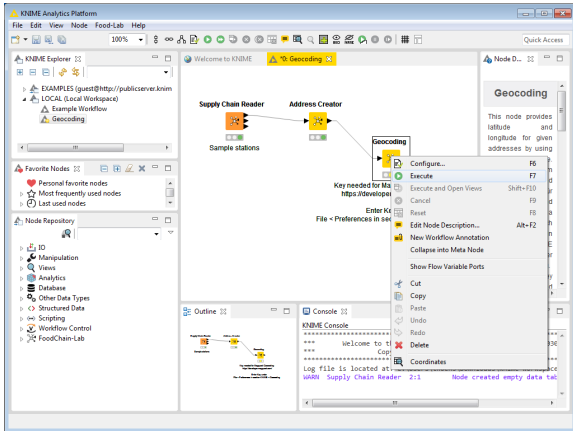 KNIME Analytics Platform
File Edit View Node Food-Lab Help
100%
Quick Access
KNIME Explorer
EXAMPLES (guest@http://publicserver.knim
LOCAL (Local Workspace)
Example Workflow
Geocoding
Favorite Nodes
Personal favorite nodes
Most frequently used nodes
Last used nodes
Node Repository
IO
Manipulation
Views
Analytics
Database
Other Data Types
Structured Data
Scripting
Workflow Control
FoodChain-Lab
Welcome to KNIME
*0: Geocoding
Supply Chain Reader
Address Creator
Sample stations
Geocoding
Key needed for Ma
https://developer
Enter Ke
File < Preferences in sec
Configure... F6
Execute F7
Execute and Open Views Shift+F10
Cancel F9
Reset F8
Edit Node Description... Alt+F2
New Workflow Annotation
Collapse into Meta Node
Show Flow Variable Ports
Cut
Copy
Paste
Undo
Redo
Delete
Coordinates
Node D...
Geocoding
This node provides
latitude and
longitude for given
addresses by using
Outline
Console
KNIME Console
*** Welcome to th
*** Cop
Log file is located at
WARN Supply Chain Reader 2:1 Node created empty data tab